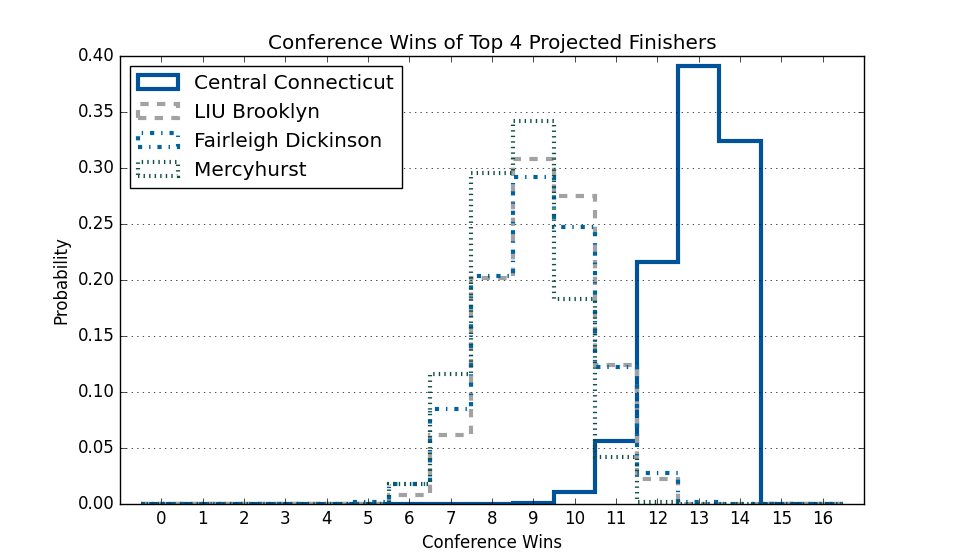 Conference Wins of Top 4 Projected Finishers
Central Connecticut
LIU Brooklyn
Fairleigh Dickinson
Mercyhurst
0.40
0.35
0.30
0.25
0.20
0.15
0.10
0.05
0.00
Probability
0 1 2 3 4 5 6 7 8 9 10 11 12 13 14 15 16
Conference Wins